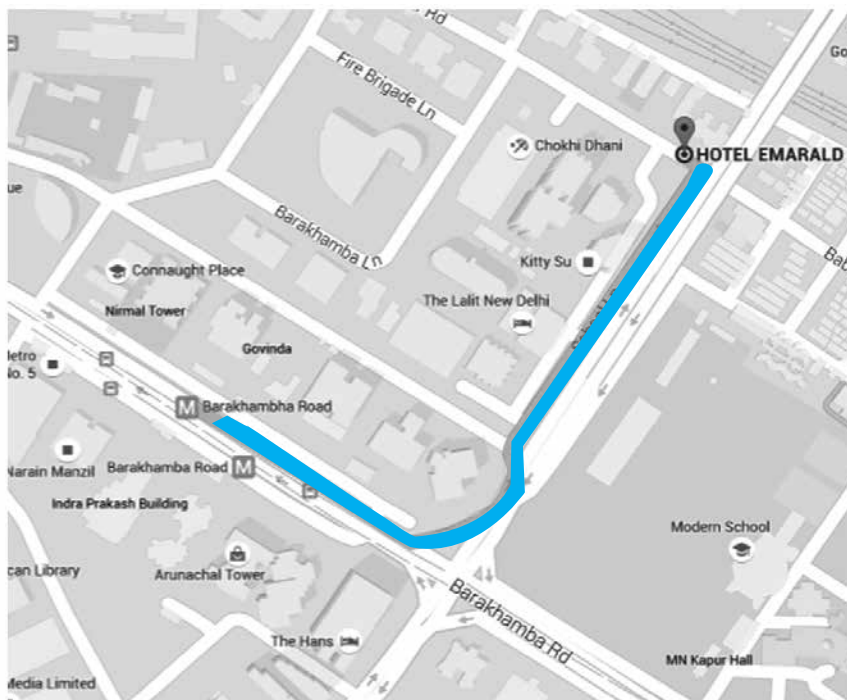 Rd
Go
Fire Brigade Ln
Chokhi Dhani
HOTEL EMARALD
ue
Barakhamba Ln
Bab
Connaught Place
Kitty Su
Nirmal Tower
The Lalit New Delhi
Govinda
letro
No. 5
M Barakhambha Road
Narain Manzil
Barakhamba Road M
Indra Prakash Building
Modern School
can Library
Arunachal Tower
Barakhamba Rd
The Hans
MN Kapur Hall
Media Limited